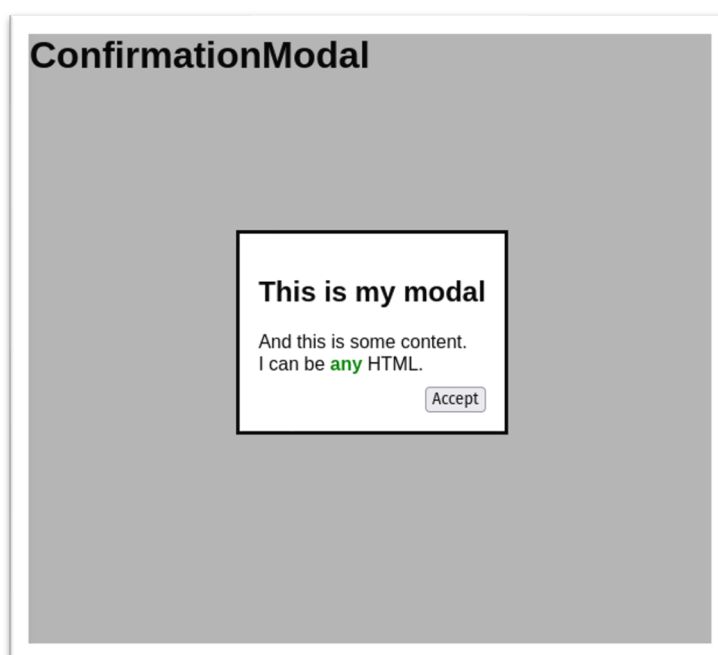 ConfirmationModal
This is my modal
And this is some content.
I can be any HTML.
Accept